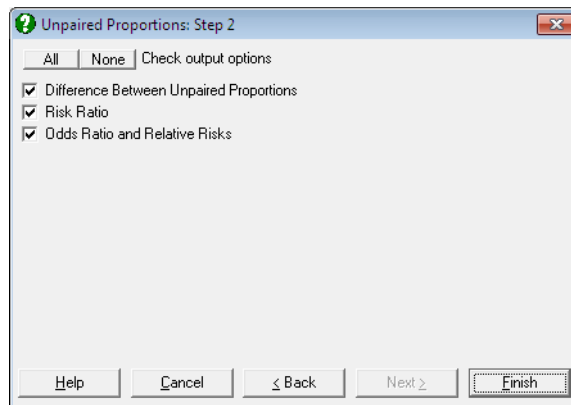 Unpaired Proportions: Step 2
All None Check output options
Difference Between Unpaired Proportions
Risk Ratio
Odds Ratio and Relative Risks
Help Cancel < Back Next > Finish